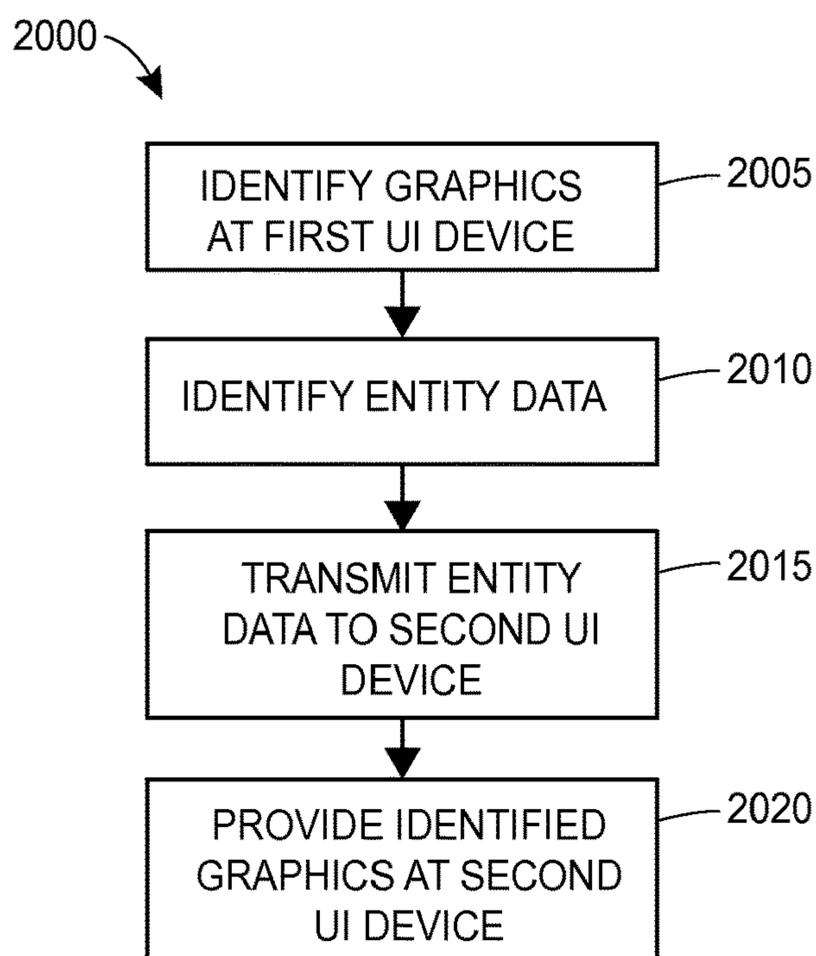 2000
IDENTIFY GRAPHICS
AT FIRST UI DEVICE
2005
IDENTIFY ENTITY DATA
2010
TRANSMIT ENTITY
DATA TO SECOND UI
DEVICE
2015
PROVIDE IDENTIFIED
GRAPHICS AT SECOND
UI DEVICE
2020